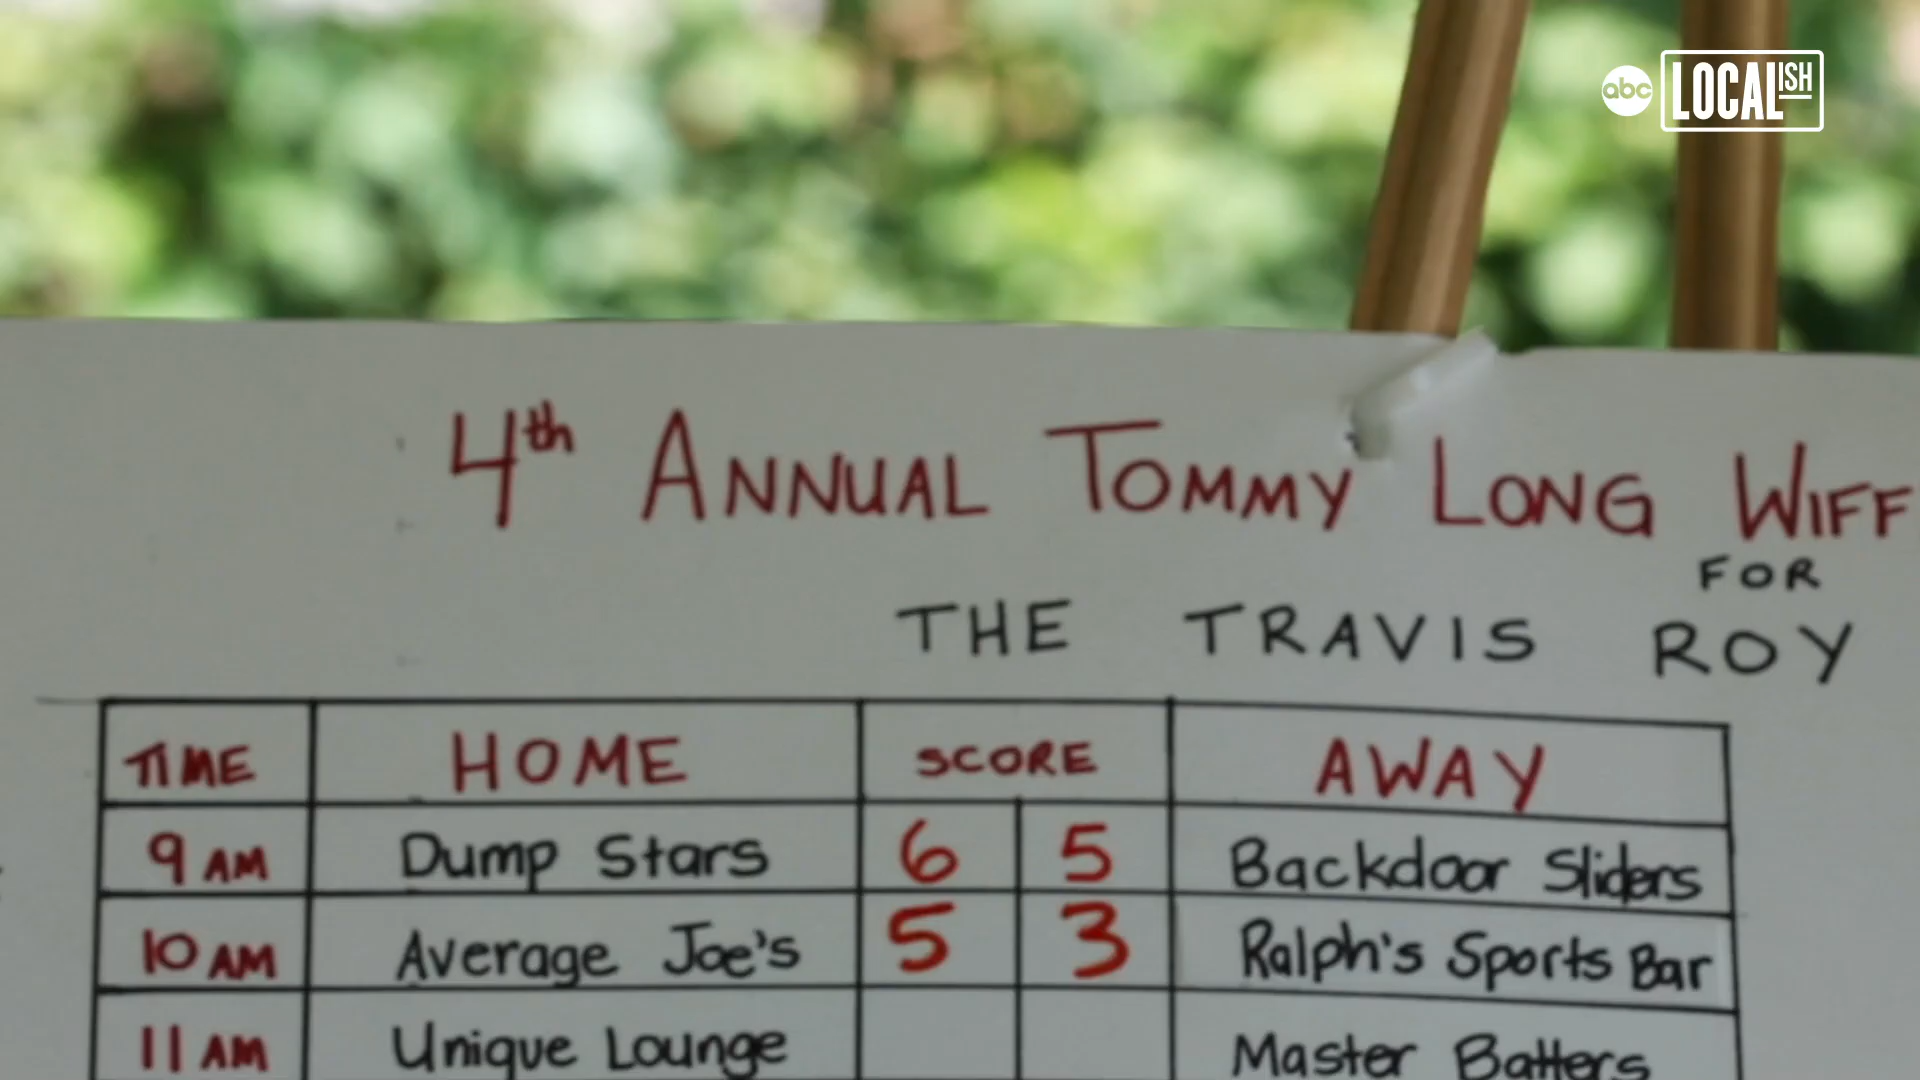 abc LOCALISH
4th ANNUAL TOMMY LONG WIFF
FOR
THE TRAVIS ROY
TIME HOME SCORE AWAY
9 AM Dump Stars 6 5 Backdoor Sliders
10 AM Average Joe's 5 3 Ralph's Sports Bar
11 AM Unique Lounge Master Batters